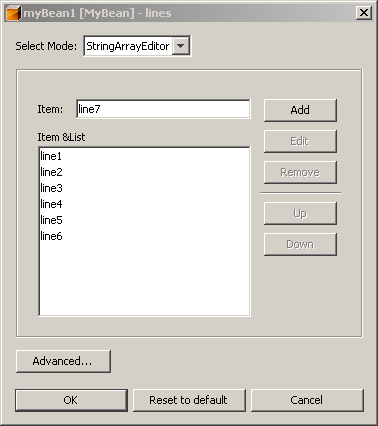 myBean1 [MyBean] - lines
Select Mode: StringArrayEditor
Item: line7 Add
Item &List Edit
line1
line2 Remove
line3
line4
line5 Up
line6 Down
Advanced...
OK Reset to default Cancel